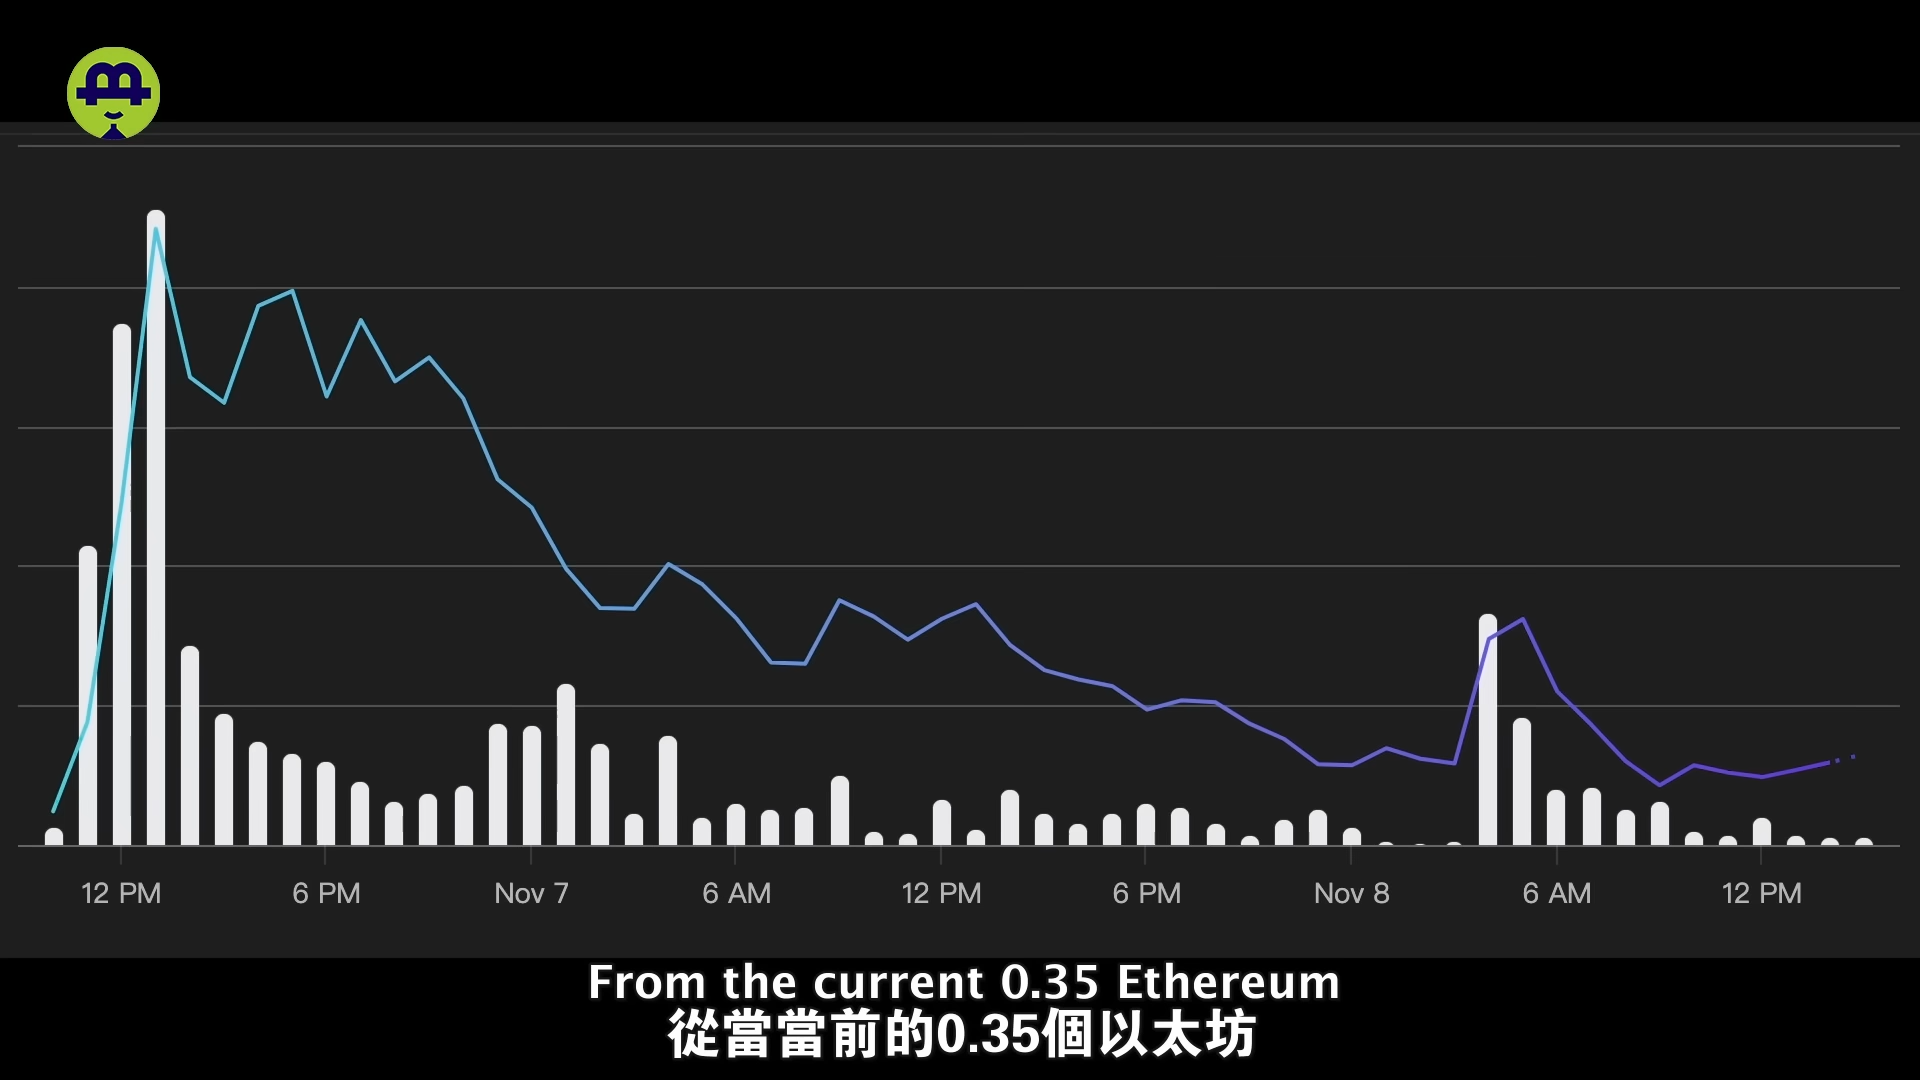 12 PM 6 PM Nov 7 6 AM 12 PM 6 PM Nov 8 6 AM 12 PM
From the current 0.35 Ethereum
從當當前的0.35個以太坊